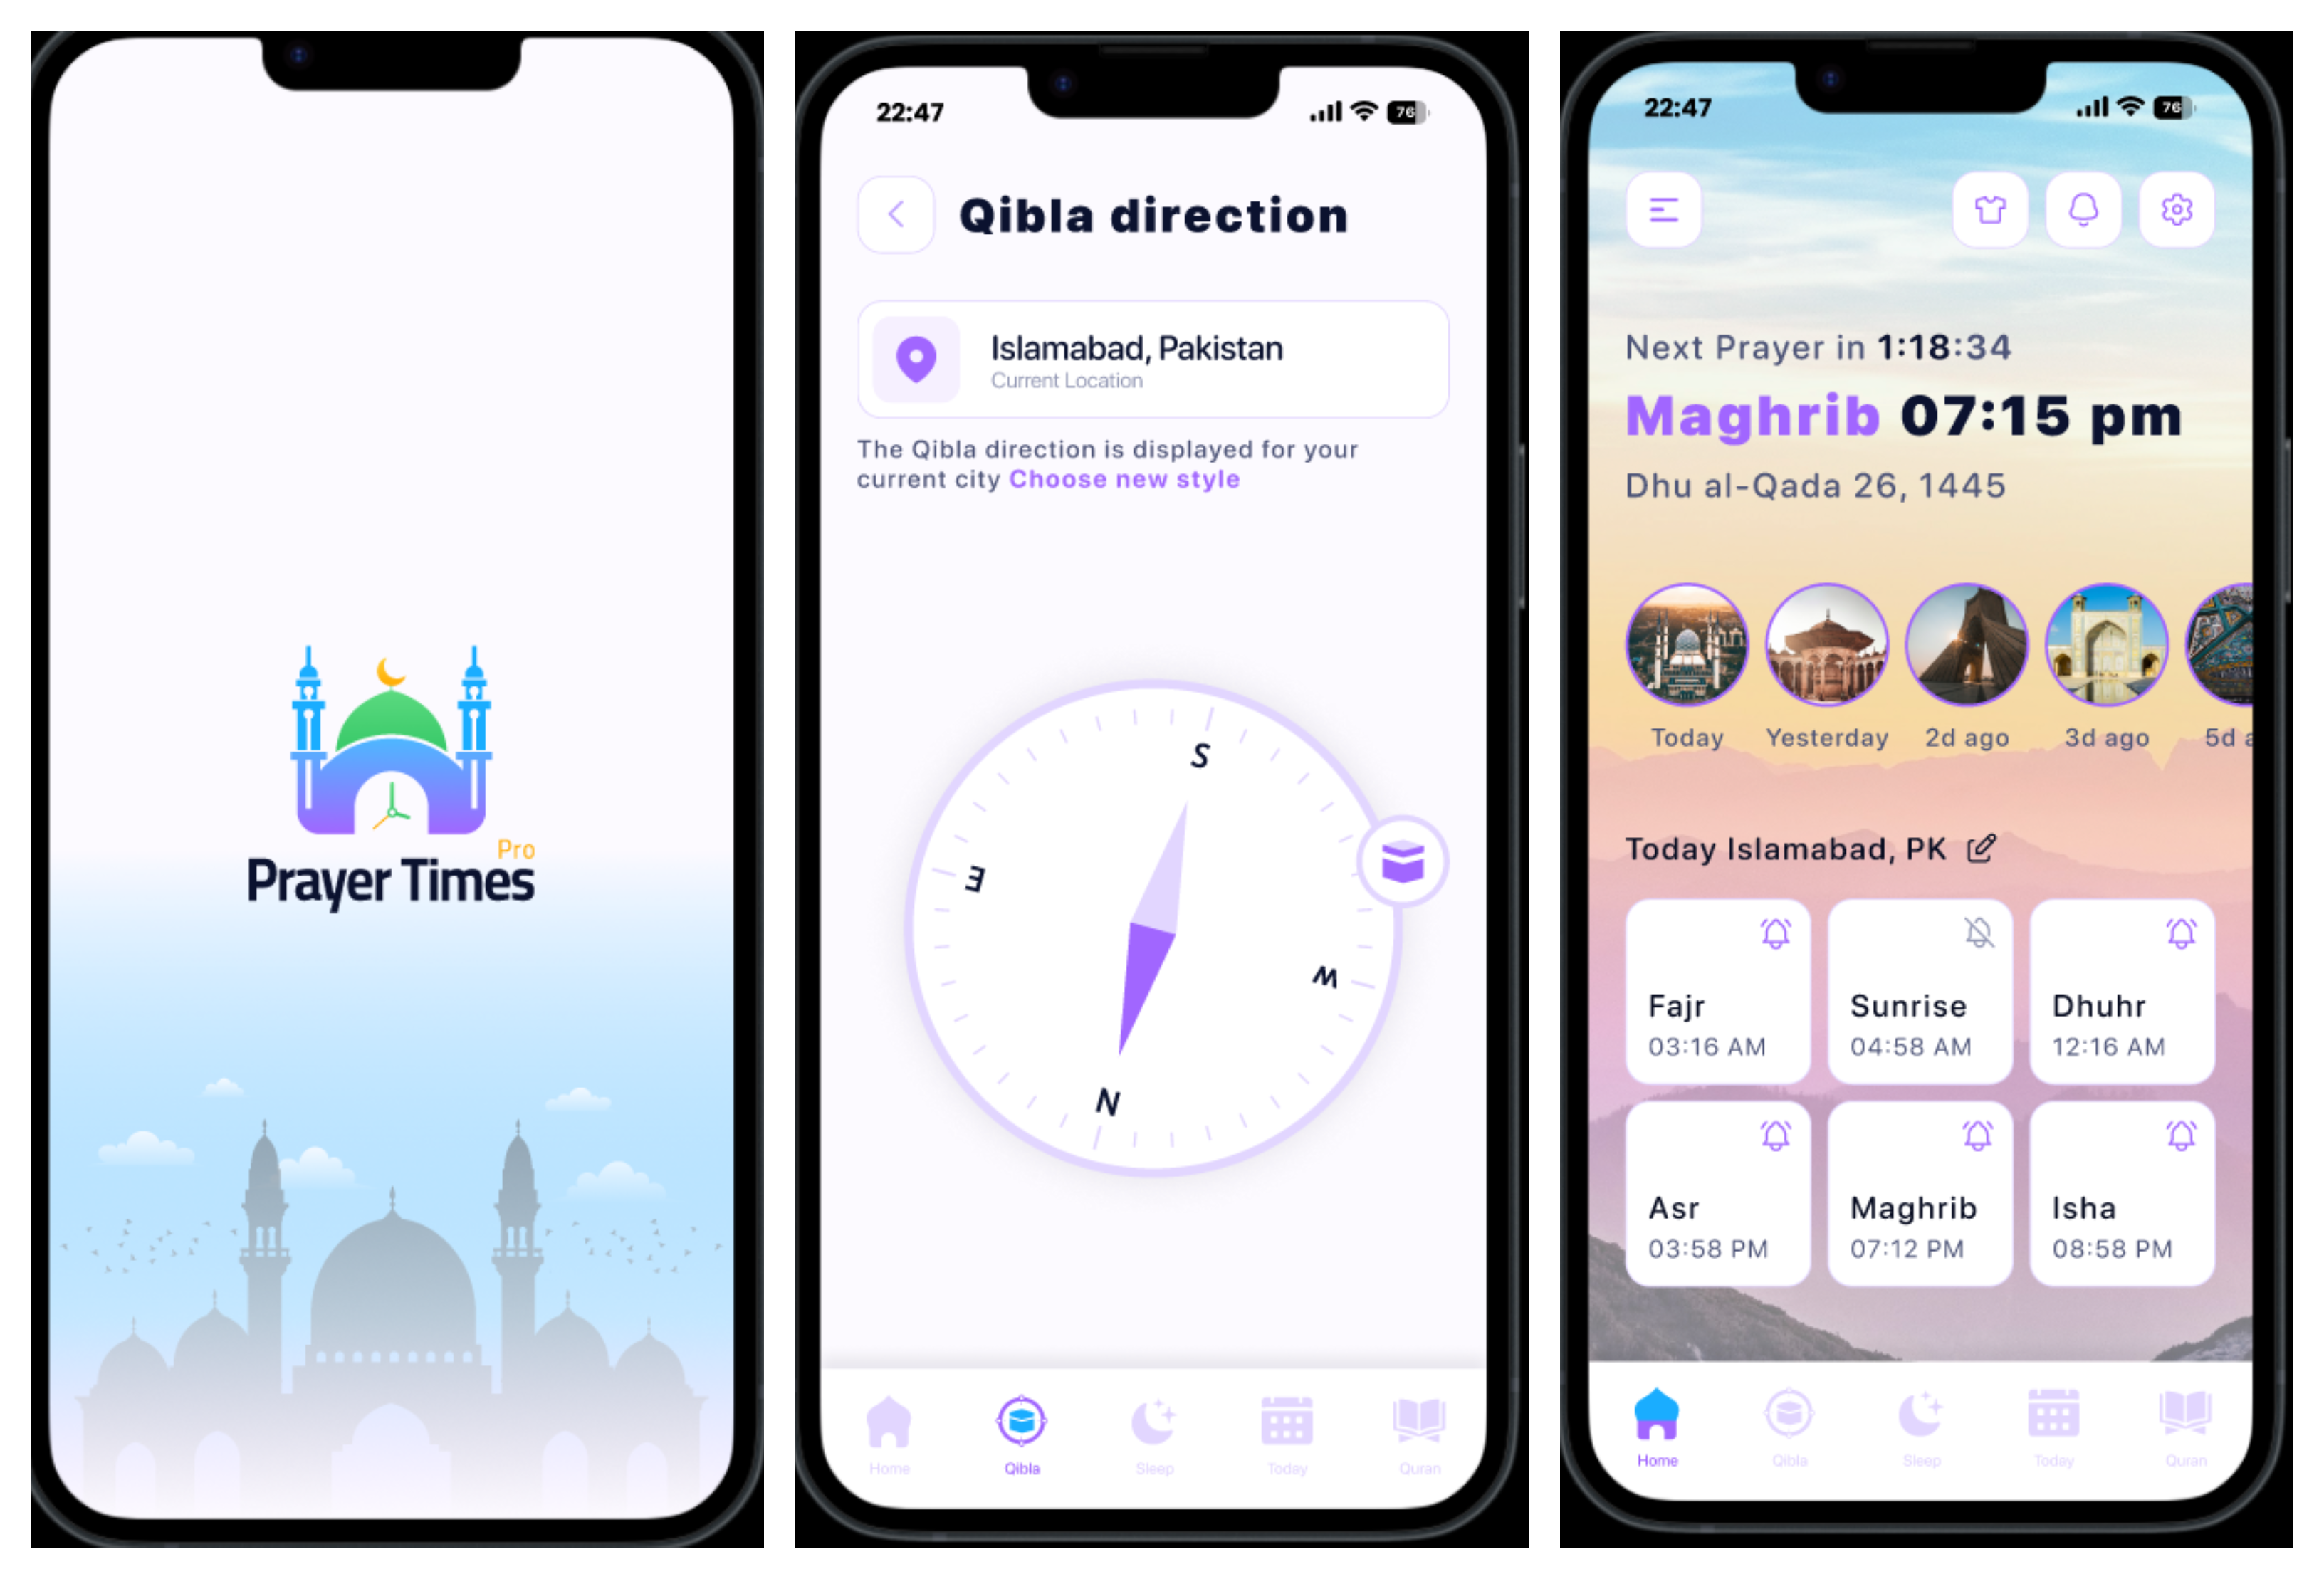 Pro
Prayer Times
22:47
76
Qibla direction
Islamabad, Pakistan
Current Location
The Qibla direction is displayed for your
current city Choose new style
S
E
W
N
Home
Qibla
Sleep
Today
Quran
22:47
76
Next Prayer in 1:18:34
Maghrib 07:15 pm
Dhu al-Qada 26, 1445
Today
Yesterday
2d ago
3d ago
5d a
Today Islamabad, PK
Fajr
03:16 AM
Sunrise
04:58 AM
Dhuhr
12:16 AM
Asr
03:58 PM
Maghrib
07:12 PM
Isha
08:58 PM
Home
Qibla
Sleep
Today
Quran